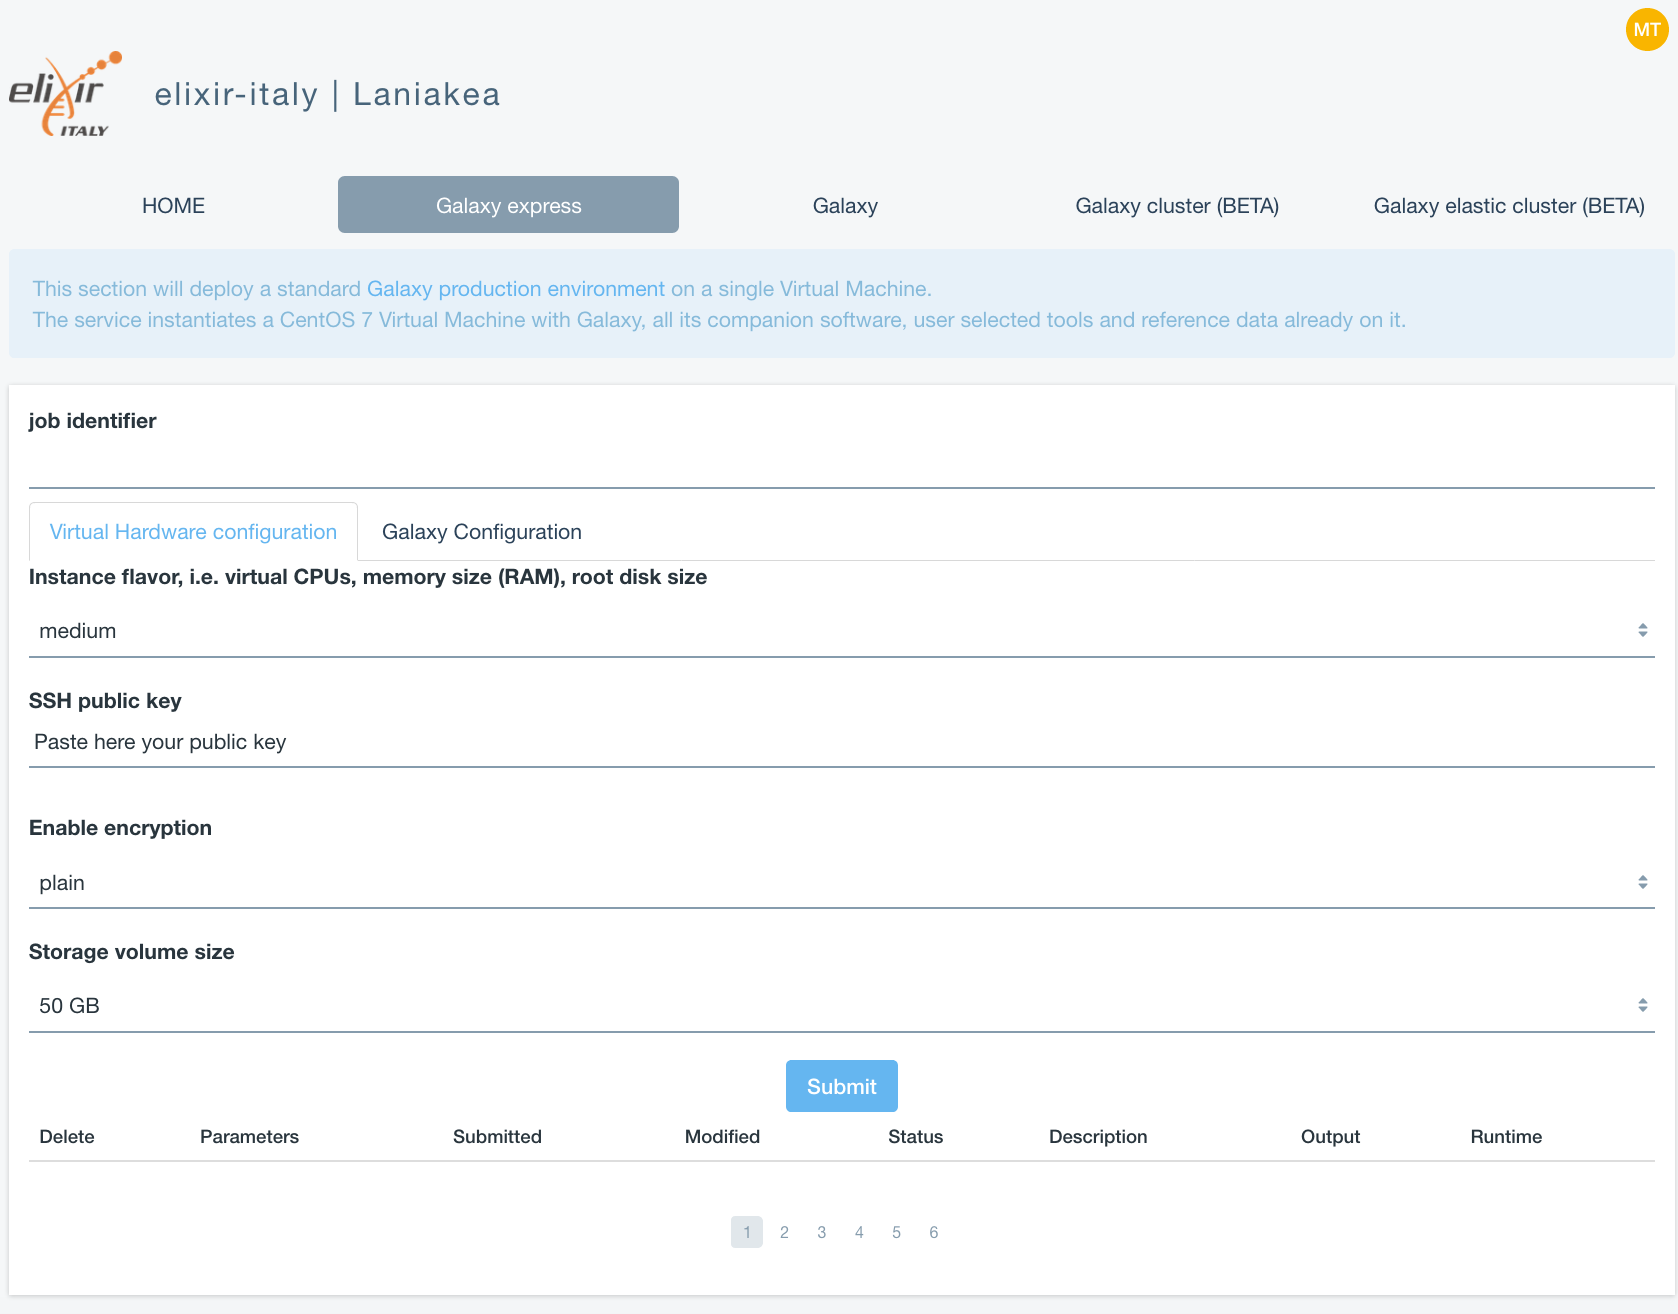 MT
elixir
ITALY
elixir-italy | Laniakea
HOME Galaxy express Galaxy Galaxy cluster (BETA) Galaxy elastic cluster (BETA)
This section will deploy a standard Galaxy production environment on a single Virtual Machine.
The service instantiates a CentOS 7 Virtual Machine with Galaxy, all its companion software, user selected tools and reference data already on it.
job identifier
Virtual Hardware configuration Galaxy Configuration
Instance flavor, i.e. virtual CPUs, memory size (RAM), root disk size
medium
SSH public key
Paste here your public key
Enable encryption
plain
Storage volume size
50 GB
Submit
Delete Parameters Submitted Modified Status Description Output Runtime
1 2 3 4 5 6